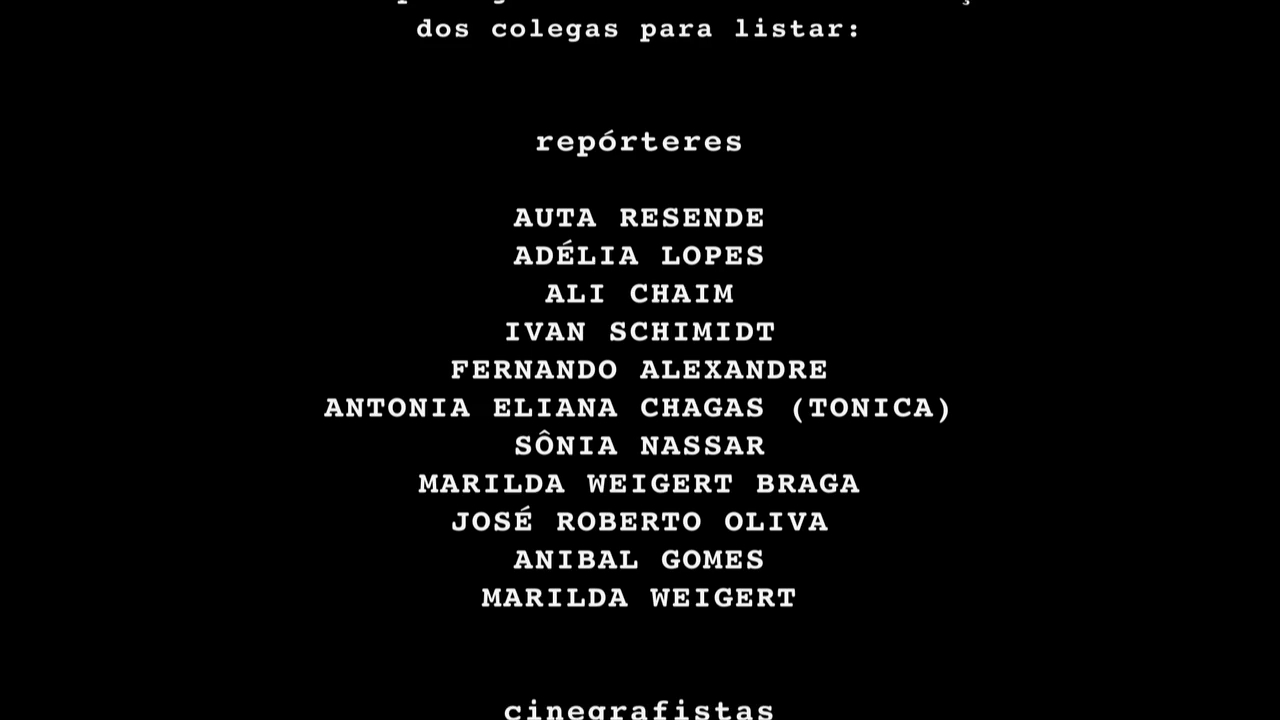 dos colegas para listar:
repórteres
AUTA RESENDE
ADÉLIA LOPES
ALI CHAIM
IVAN SCHIMIDT
FERNANDO ALEXANDRE
ANTONIA ELIANA CHAGAS (TONICA)
SÔNIA NASSAR
MARILDA WEIGERT BRAGA
JOSÉ ROBERTO OLIVA
ANIBAL GOMES
MARILDA WEIGERT
cinegrafistas